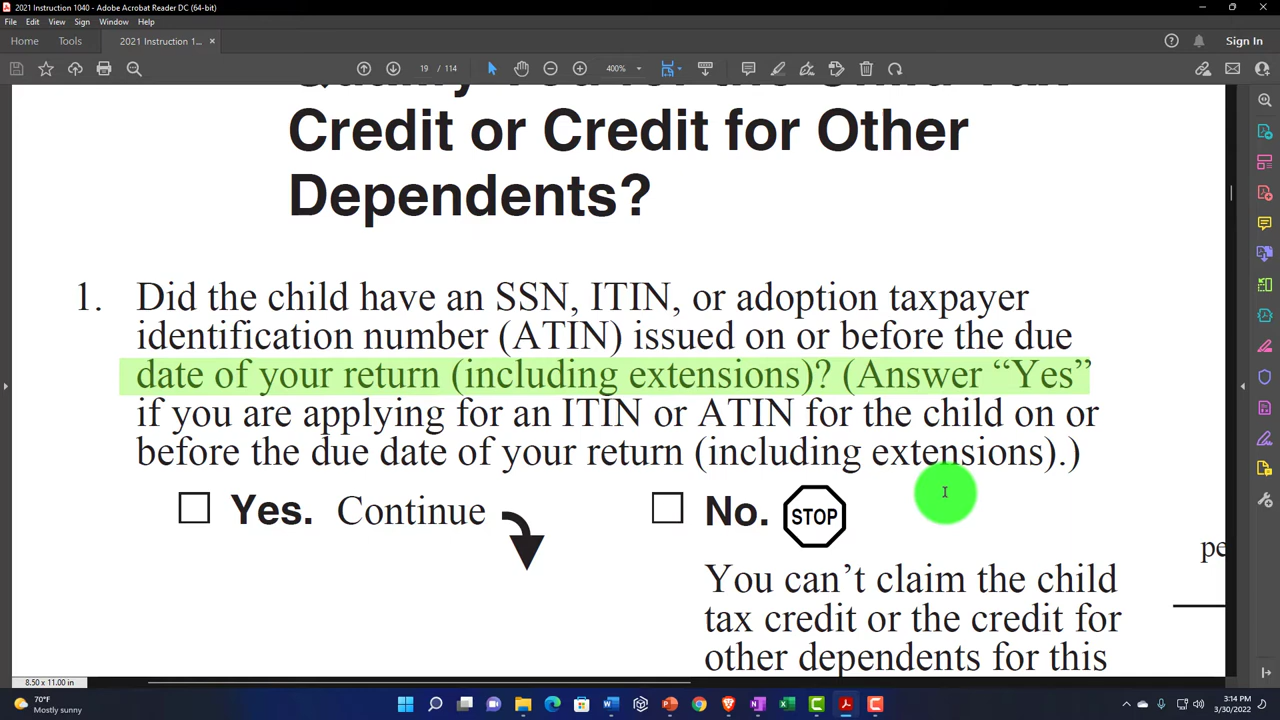 2021 Instruction 1040 - Adobe Acrobat Reader DC (64-bit)
File Edit View Sign Window Help
Home Tools 2021 Instruction 1... × Sign In
19 / 114 400%
Credit or Credit for Other
Dependents?
1. Did the child have an SSN, ITIN, or adoption taxpayer
identification number (ATIN) issued on or before the due
date of your return (including extensions)? (Answer “Yes”
if you are applying for an ITIN or ATIN for the child on or
before the due date of your return (including extensions).)
Yes. Continue No. STOP
You can’t claim the child
tax credit or the credit for
other dependents for this
pe
8.50 x 11.00 in
70°F
Mostly sunny
3:14 PM
3/30/2022